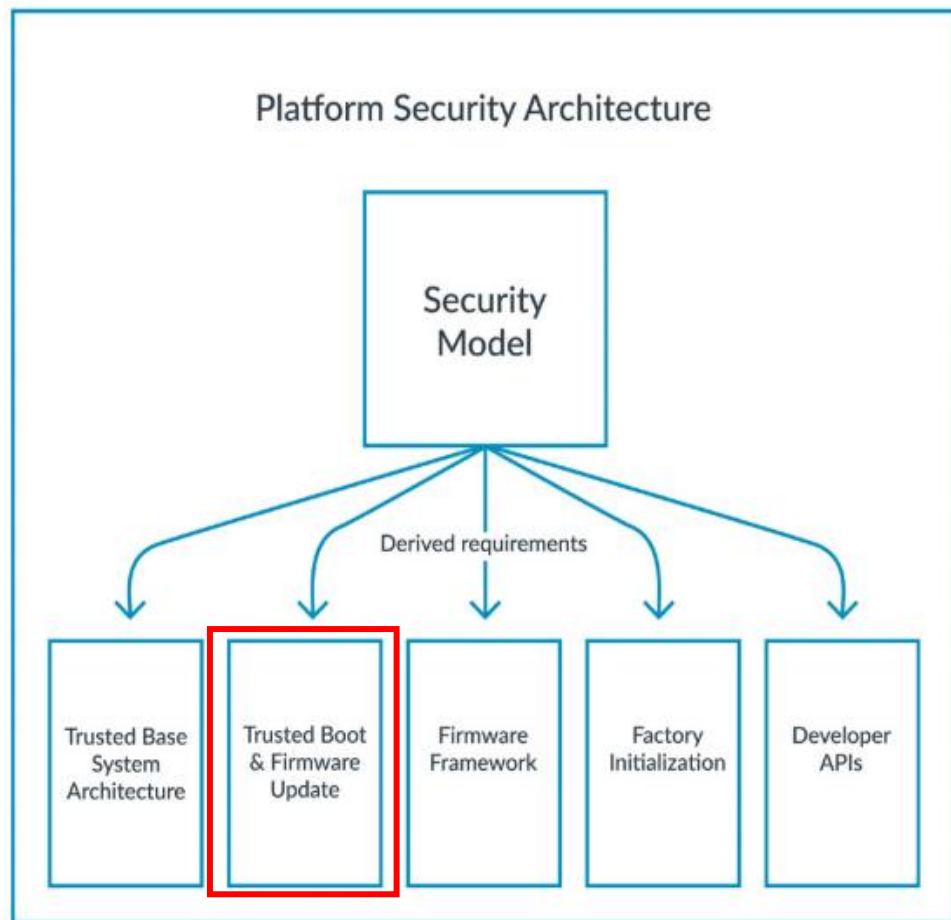 Platform Security Architecture
Security
Model
Derived requirements
Trusted Base
System
Architecture
Trusted Boot
& Firmware
Update
Firmware
Framework
Factory
Initialization
Developer
APIs